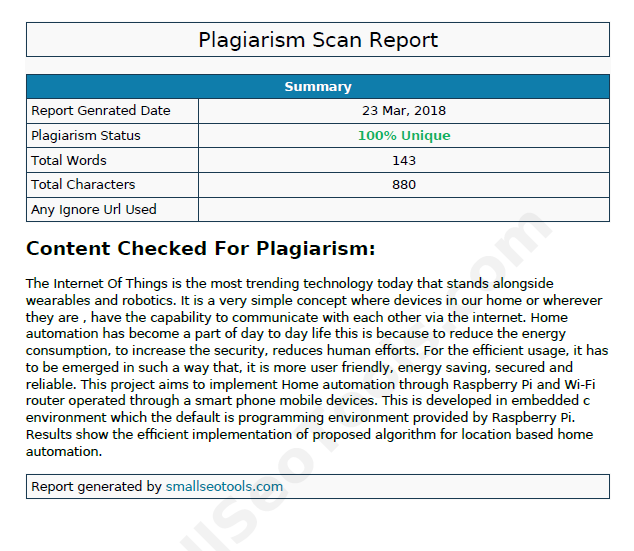 Plagiarism Scan Report
Summary
Report Genrated Date 23 Mar, 2018
Plagiarism Status 100% Unique
Total Words 143
Total Characters 880
Any Ignore Url Used
Content Checked For Plagiarism:
The Internet Of Things is the most trending technology today that stands alongside
wearables and robotics. It is a very simple concept where devices in our home or wherever
they are , have the capability to communicate with each other via the internet. Home
automation has become a part of day to day life this is because to reduce the energy
consumption, to increase the security, reduces human efforts. For the efficient usage, it has
to be emerged in such a way that, it is more user friendly, energy saving, secured and
reliable. This project aims to implement Home automation through Raspberry Pi and Wi-Fi
router operated through a smart phone mobile devices. This is developed in embedded c
environment which the default is programming environment provided by Raspberry Pi.
Results show the efficient implementation of proposed algorithm for location based home
automation.
Report generated by smallseotools.com